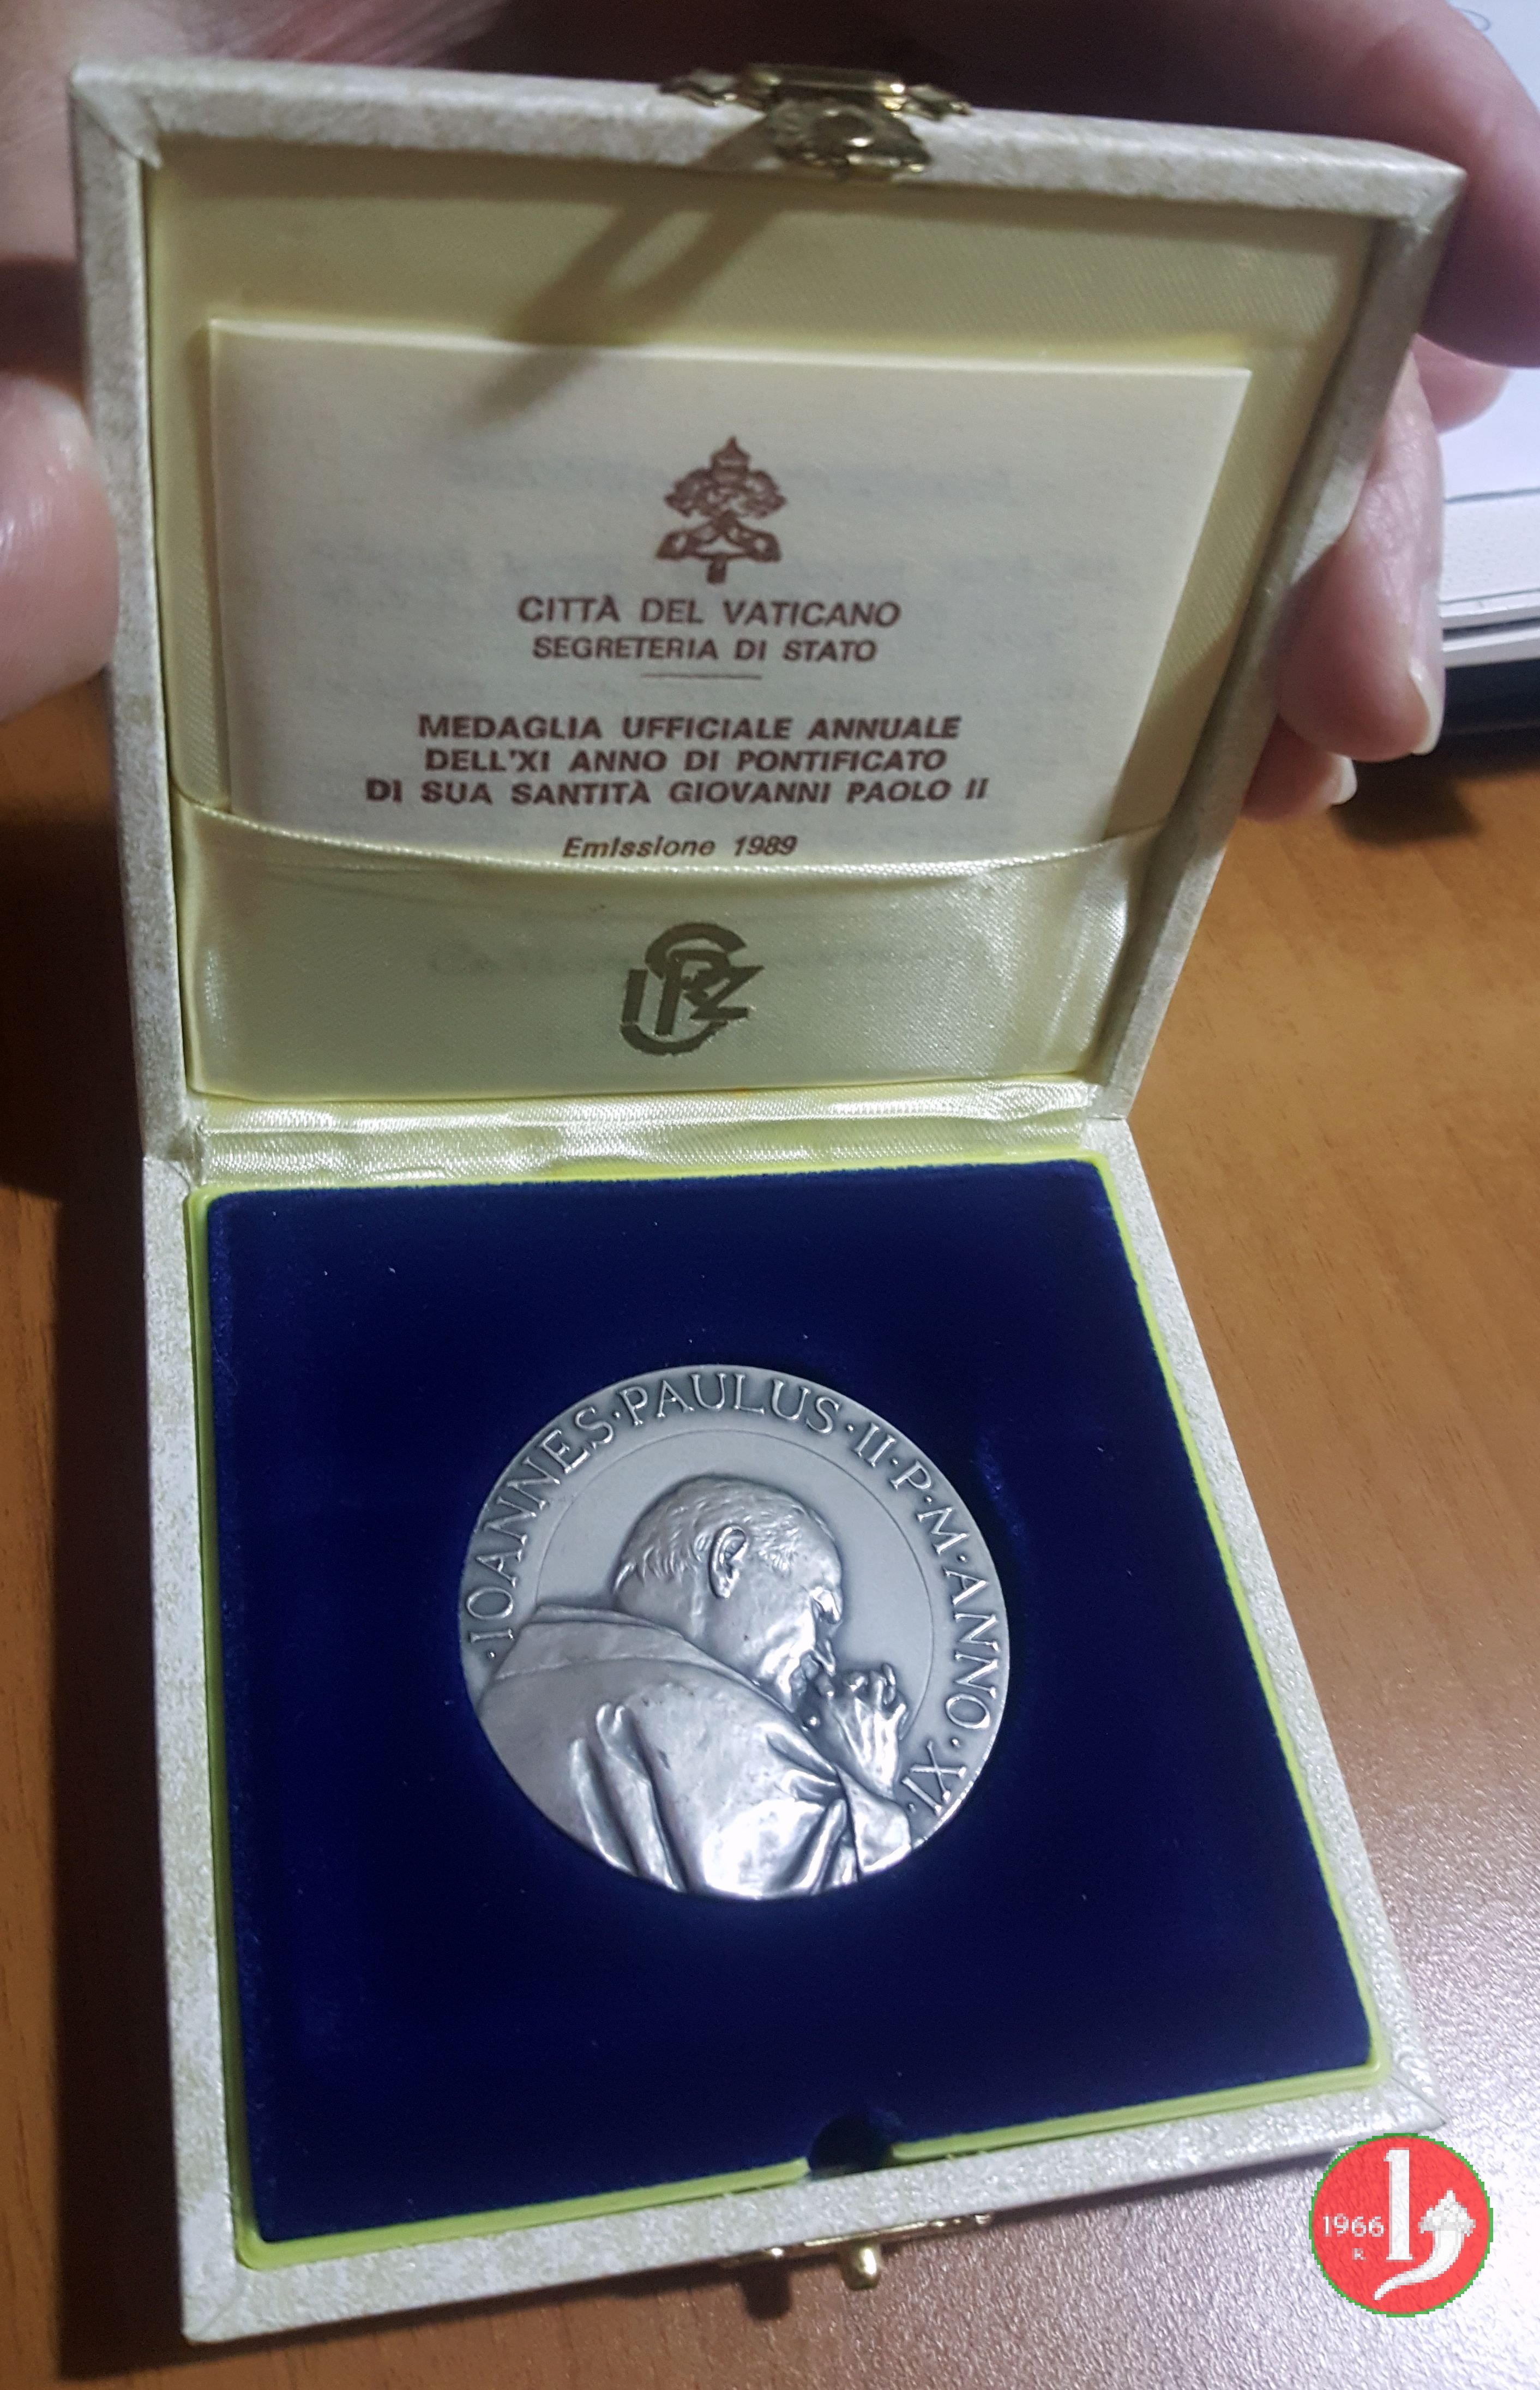 CITTÀ DEL VATICANO
SEGRETERIA DI STATO
MEDAGLIA UFFICIALE ANNUALE
DELL'XI ANNO DI PONTIFICATO
DI SUA SANTITÀ GIOVANNI PAOLO II
Emissione 1989
·IOANNES·PAULUS·II·P·M·ANNO·XI·
1966
R